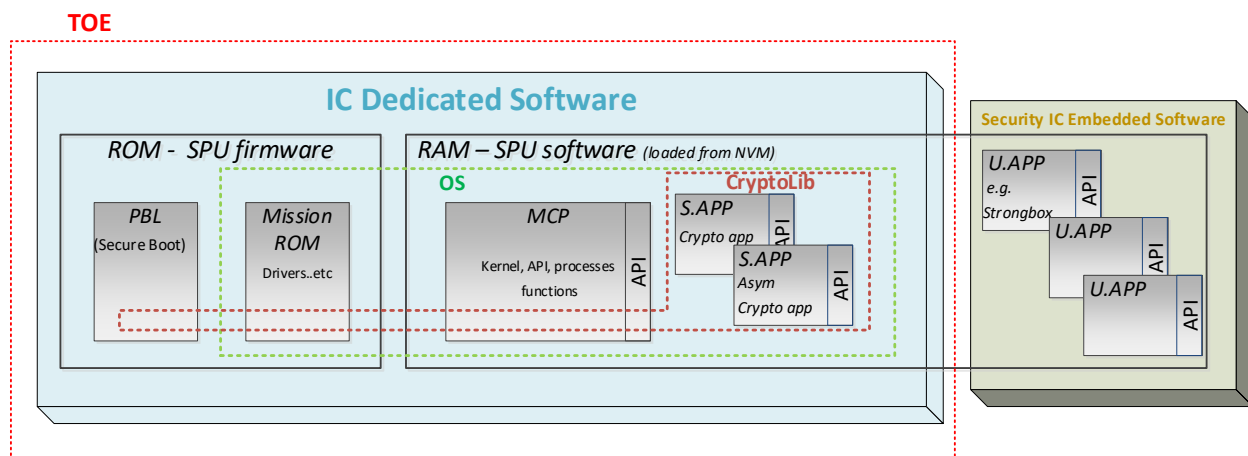 TOE
IC Dedicated Software
Security IC Embedded Software
ROM - SPU firmware
RAM – SPU software (loaded from NVM)
OS
CryptoLib
PBL
(Secure Boot)
Mission
ROM
Drivers..etc
MCP
Kernel, API, processes
functions
API
S.APP
Crypto app
API
S.APP
Asym
Crypto app
API
U.APP
e.g.
Strongbox
API
U.APP
API
U.APP
API